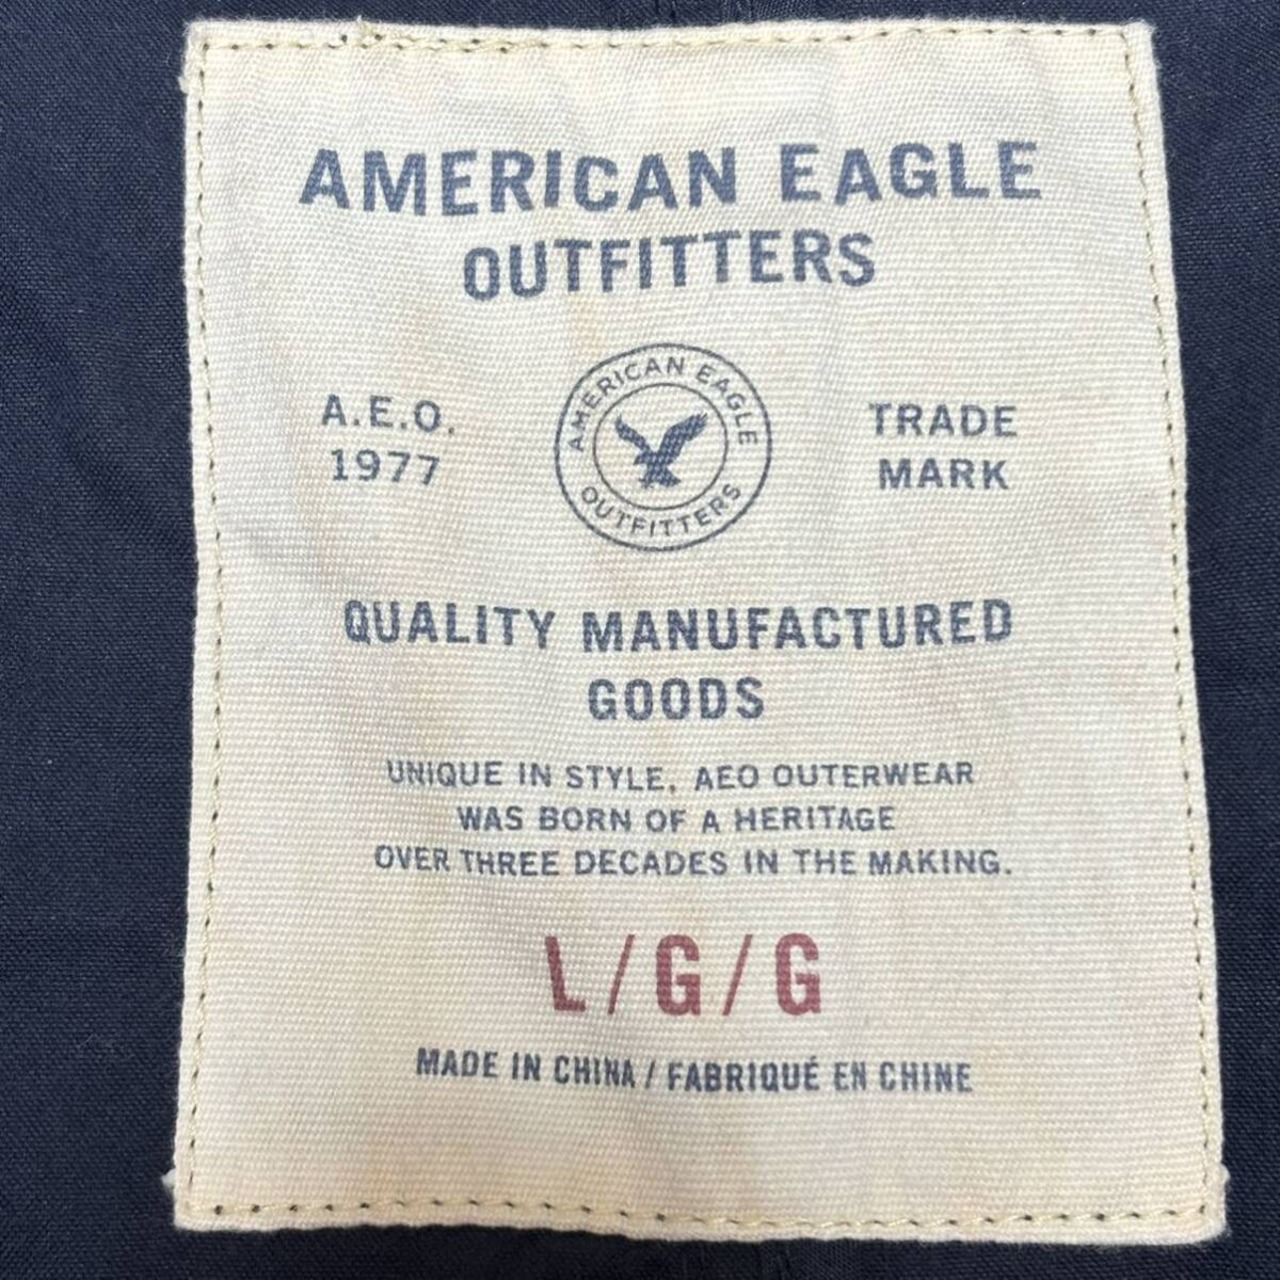 AMERICAN EAGLE
OUTFITTERS
A.E.O.
1977
AMERICAN EAGLE
OUTFITTERS
TRADE
MARK
QUALITY MANUFACTURED
GOODS
UNIQUE IN STYLE, AEO OUTERWEAR
WAS BORN OF A HERITAGE
OVER THREE DECADES IN THE MAKING.
L/G/G
MADE IN CHINA / FABRIQUÉ EN CHINE